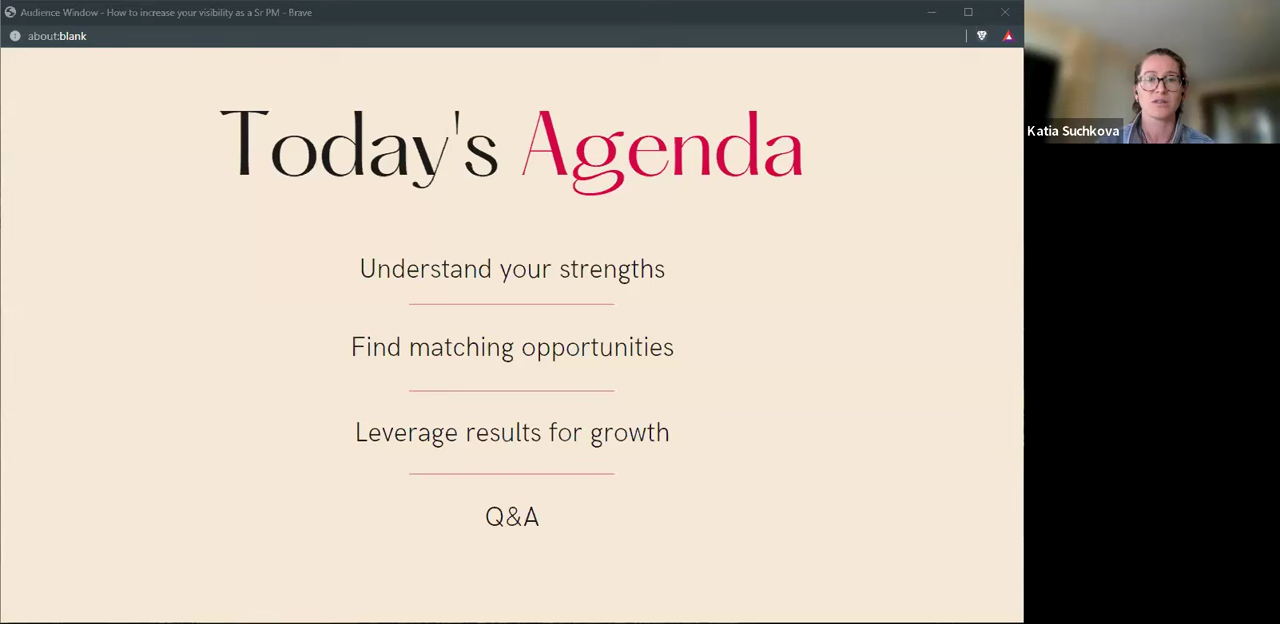 Audience Window - How to increase your visibility as a Sr PM - Brave
about:blank
Today's Agenda
Understand your strengths
Find matching opportunities
Leverage results for growth
Q&A
Katia Suchkova